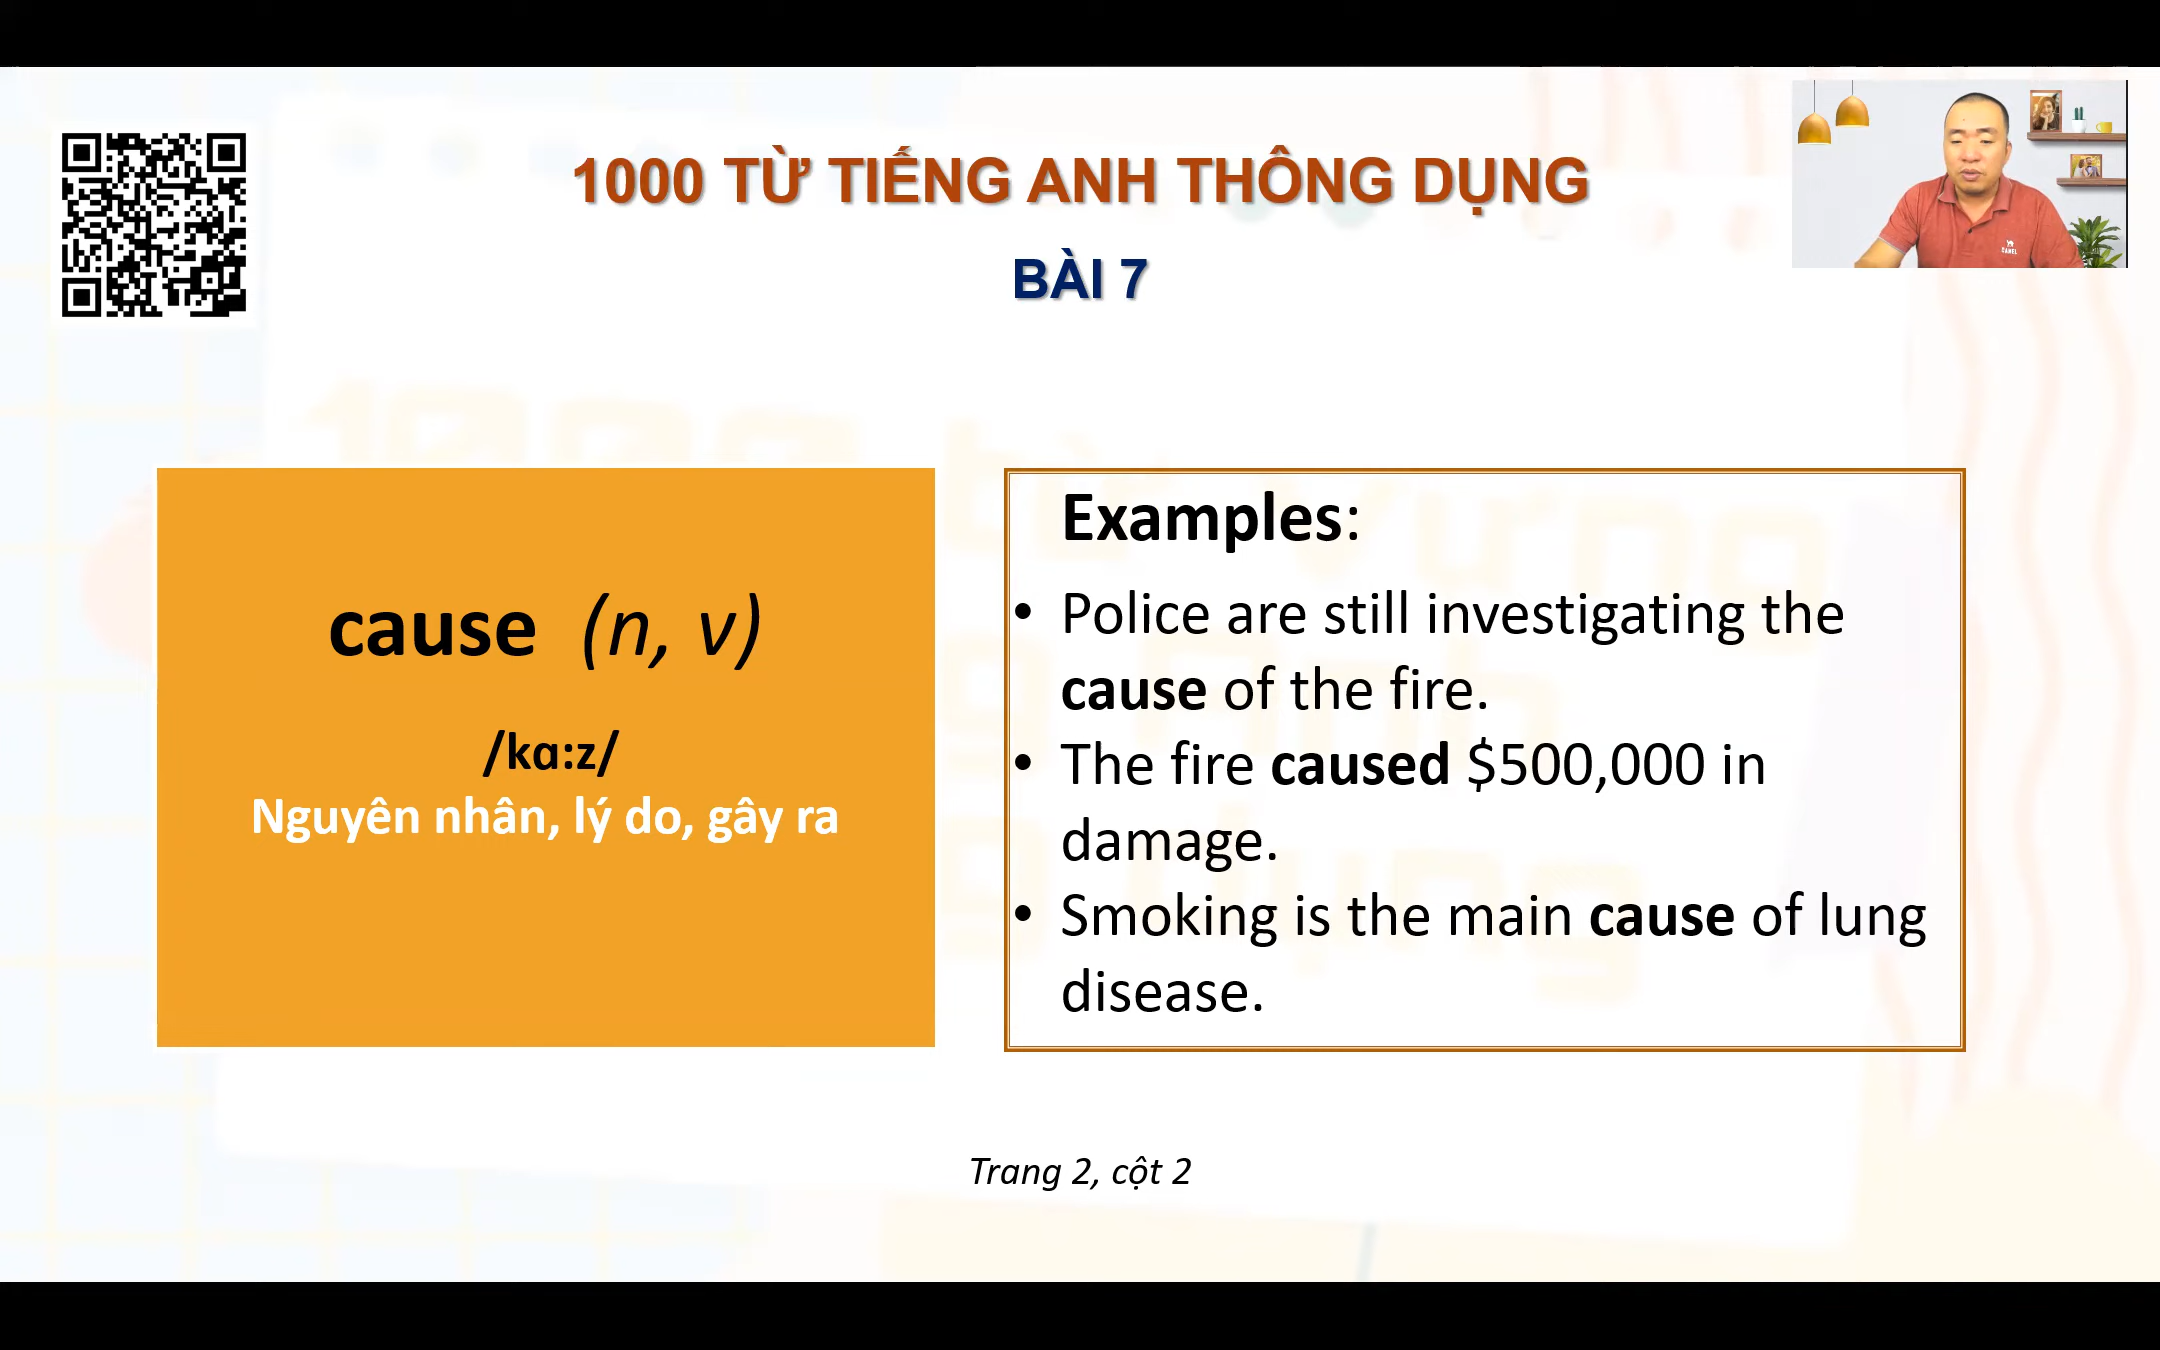 1000 TỪ TIẾNG ANH THÔNG DỤNG
BÀI 7
cause (n, v)
/kɑ:z/
Nguyên nhân, lý do, gây ra
Examples:
• Police are still investigating the
cause of the fire.
• The fire caused $500,000 in
damage.
• Smoking is the main cause of lung
disease.
Trang 2, cột 2